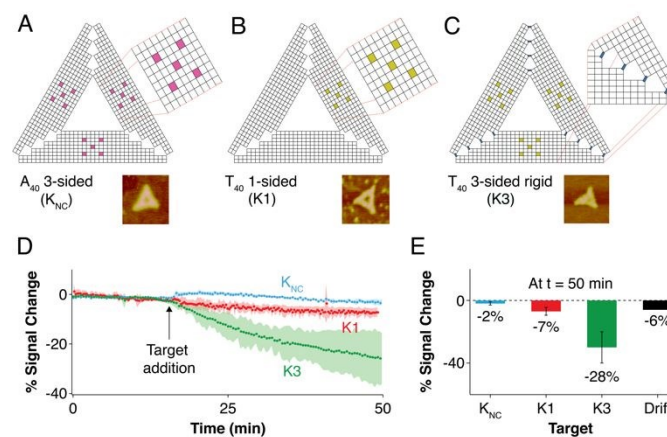 A
B
C
A40 3-sided
(KNC)
T40 1-sided
(K1)
T40 3-sided rigid
(K3)
D
% Signal Change
0
-20
-40
KNC
K1
K3
Target
addition
0
25
50
Time (min)
E
% Signal Change
0
-40
At t = 50 min
-2%
-7%
-28%
-6%
KNC
K1
K3
Drif
Target